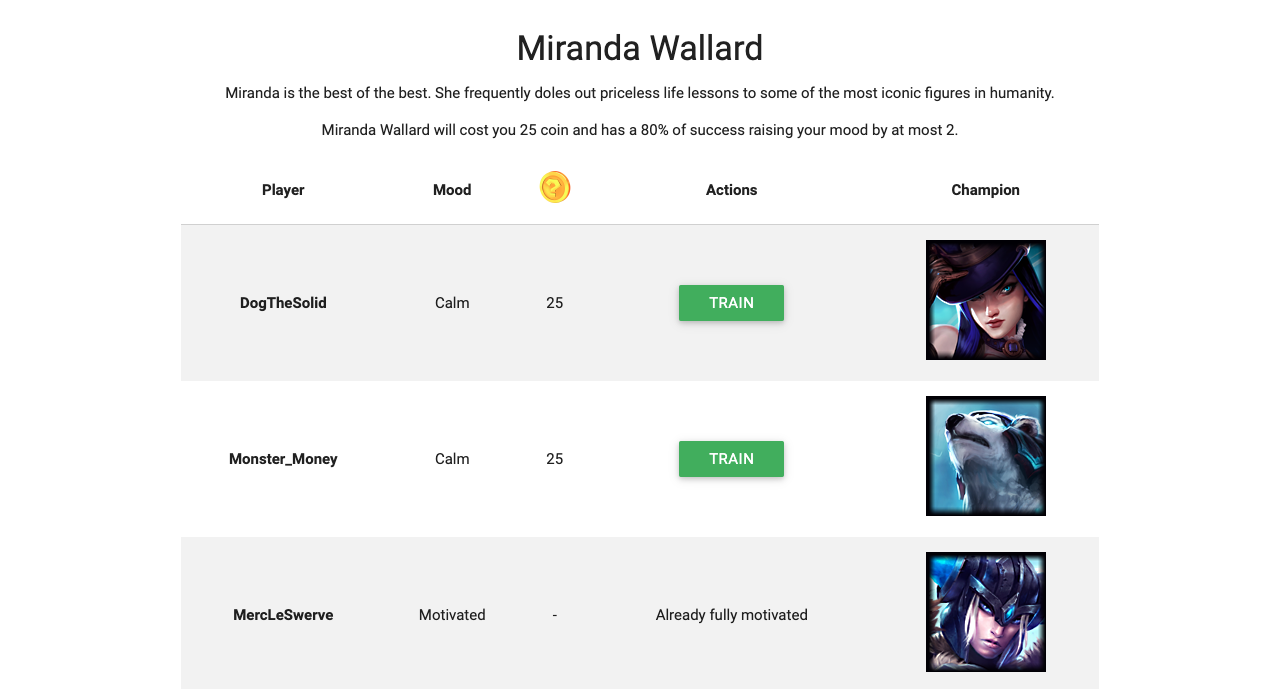 Miranda Wallard
Miranda is the best of the best. She frequently doles out priceless life lessons to some of the most iconic figures in humanity.
Miranda Wallard will cost you 25 coin and has a 80% of success raising your mood by at most 2.
Player Mood ? Actions Champion
DogTheSolid Calm 25 TRAIN
Monster_Money Calm 25 TRAIN
MercLeSwerve Motivated - Already fully motivated